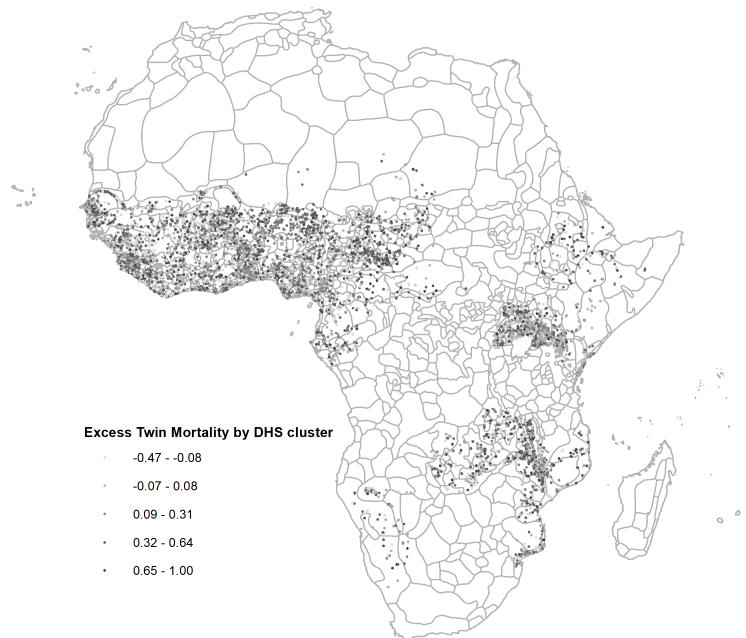 Excess Twin Mortality by DHS cluster
-0.47 - -0.08
-0.07 - 0.08
0.09 - 0.31
0.32 - 0.64
0.65 - 1.00